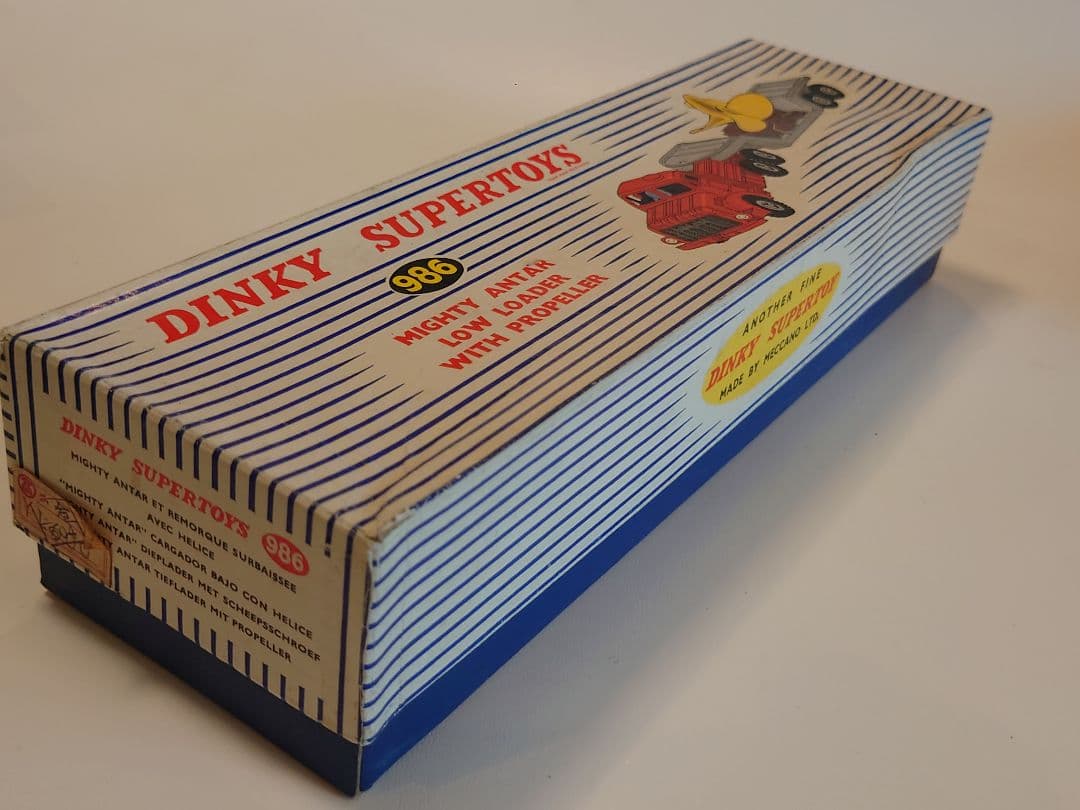 DINKY SUPERTOYS
986
MIGHTY ANTAR
LOW LOADER
WITH PROPELLER
ANOTHER FINE
DINKY SUPERTOY
MADE BY MECCANO LTD.
DINKY SUPERTOYS 986
MIGHTY ANTAR ET REMORQUE SURBAISSEE
AVEC HELICE
"MIGHTY ANTAR" CARGADOR BAJO CON HELICE
ANTAR" DIEPLADER MET SCHEEPSSCHROEF
ANTAR TIEFLADER MIT PROPELLER